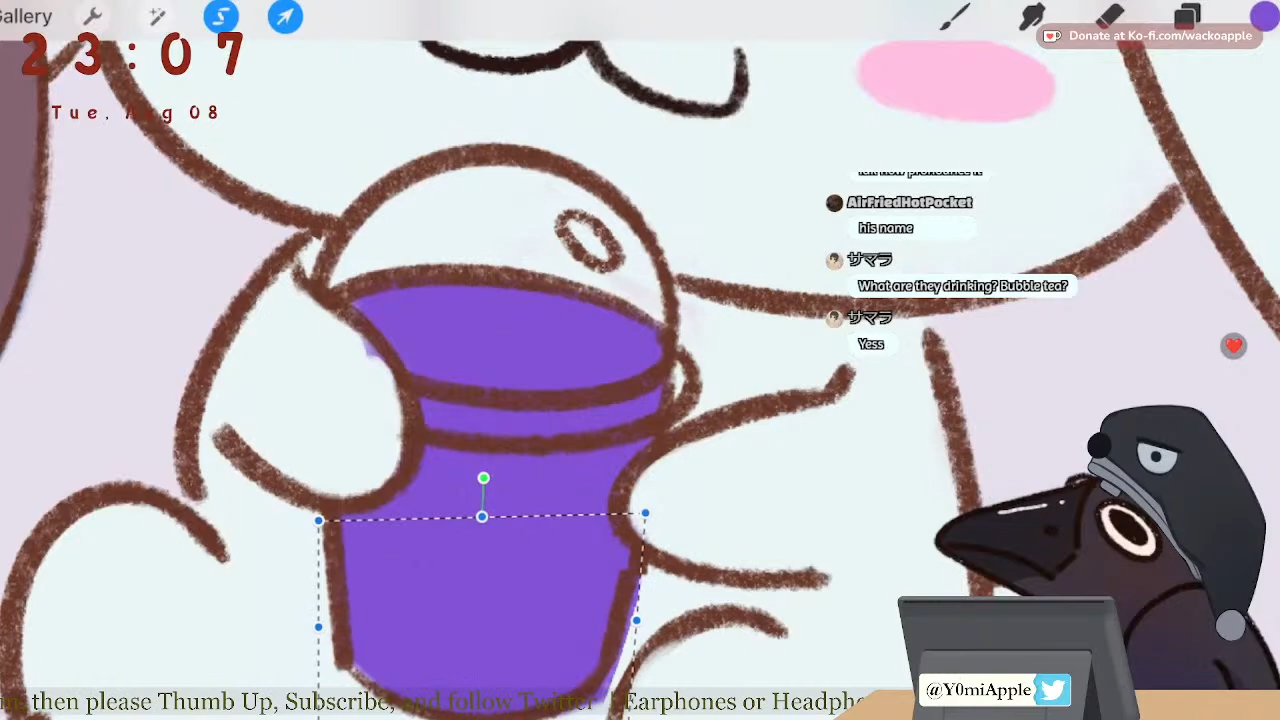 Gallery
23:07
Tue, Aug 08
Donate at Ko-fi.com/wackoapple
pronounce it
AirFriedHotPocket
his name
サマラ
What are they drinking? Bubble tea?
サマラ
Yess
@Y0miApple
then please Thumb Up, Subscribe, and follow Twitter | Earphones or Headpho